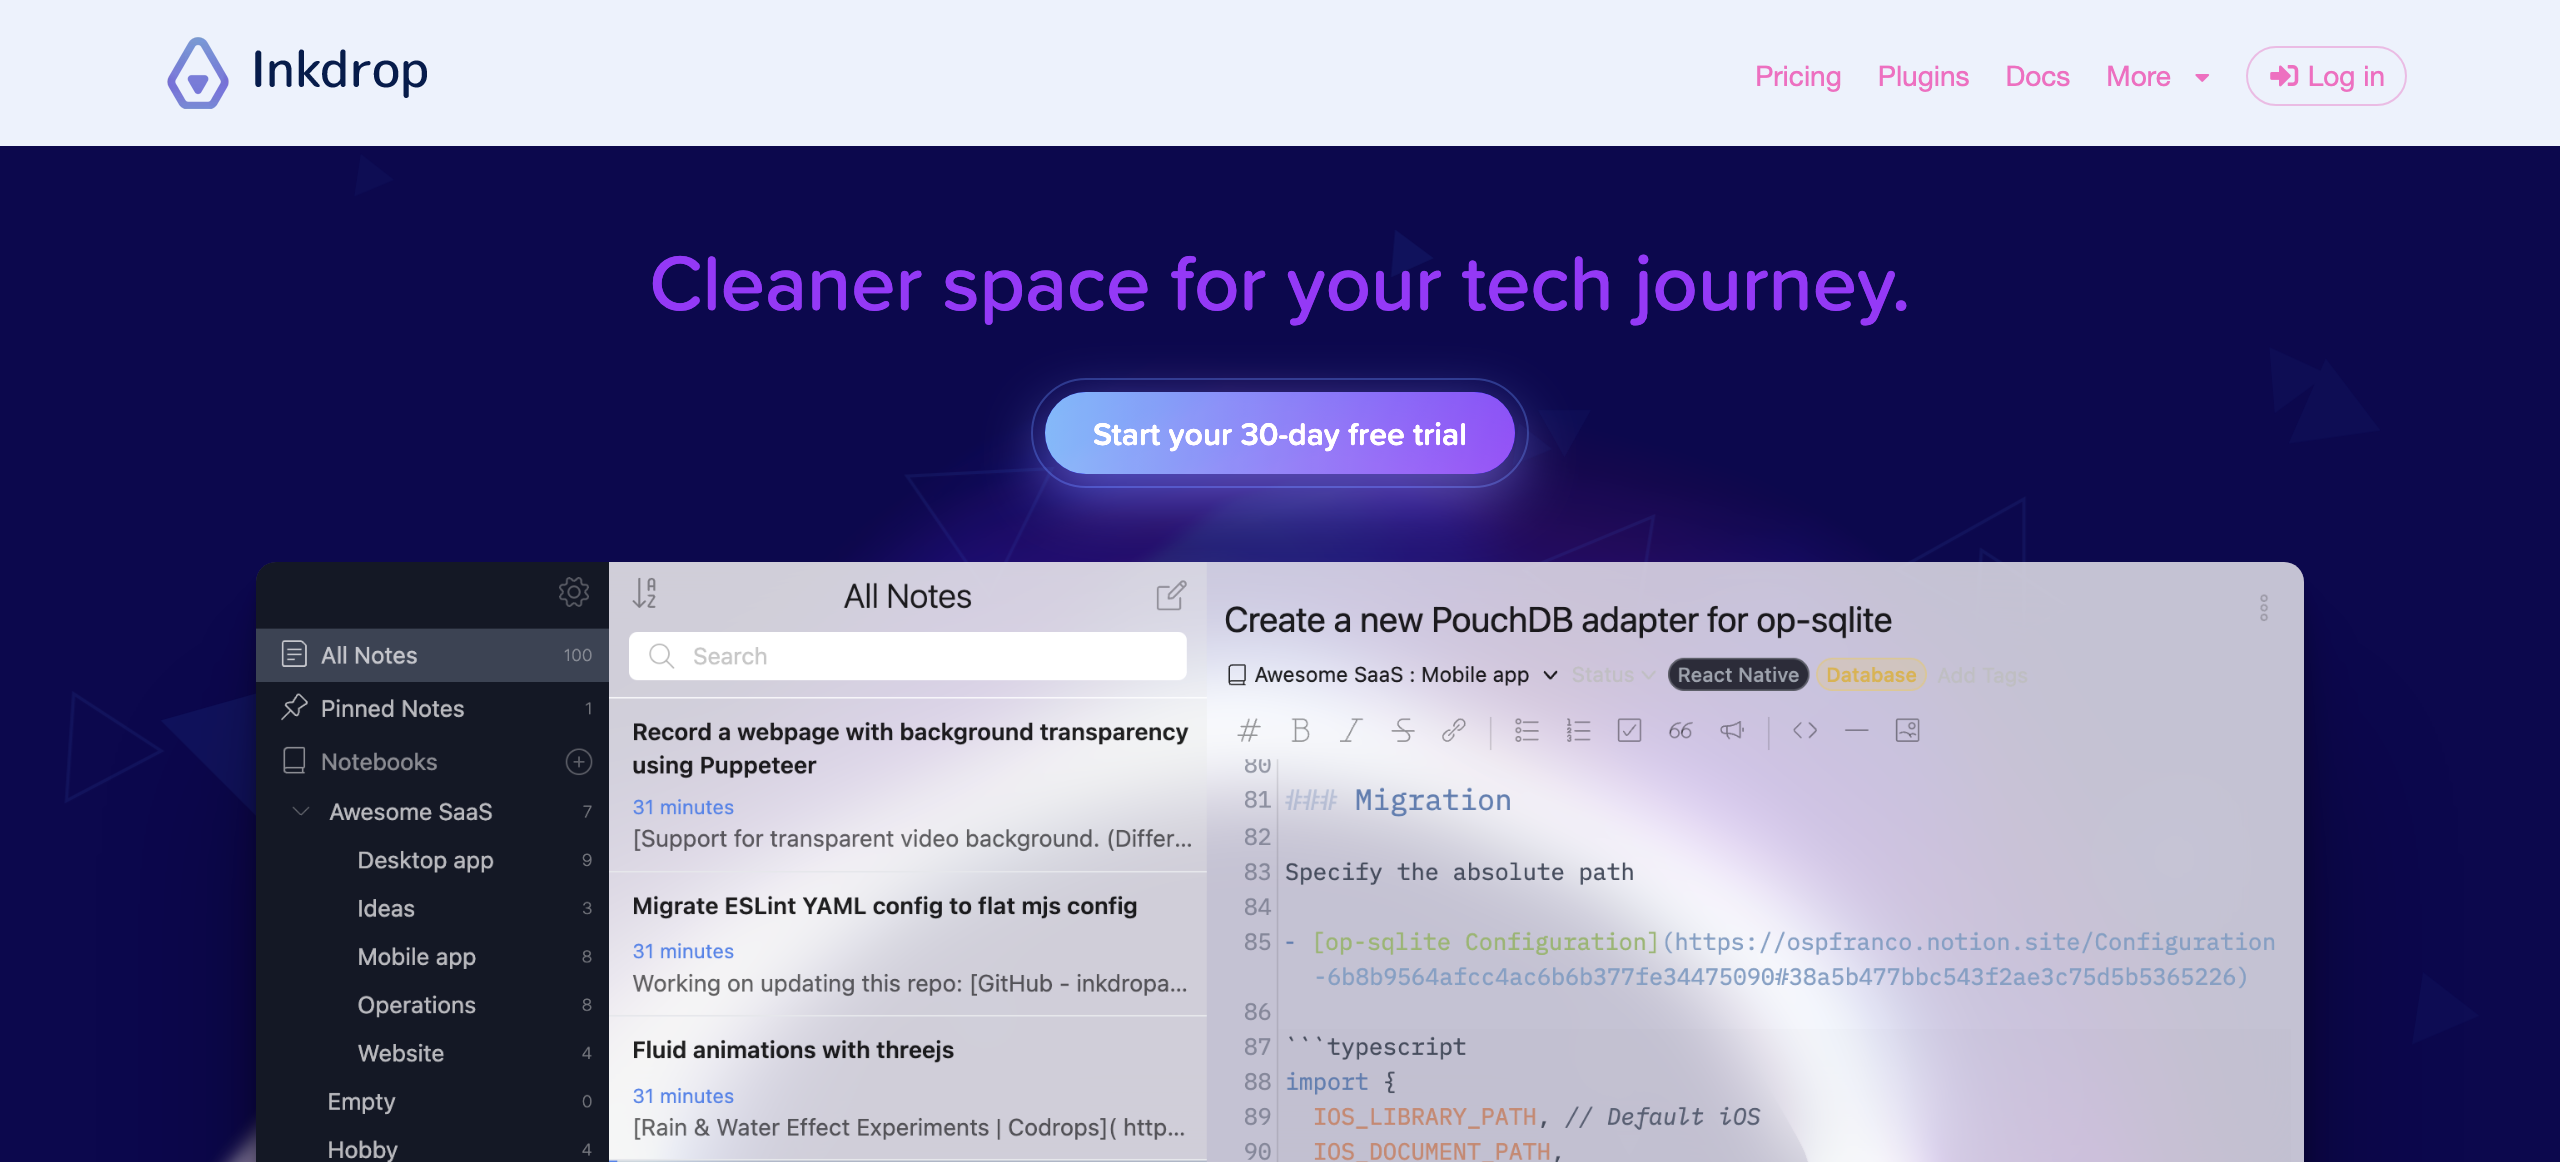 Inkdrop
Pricing Plugins Docs More Log in
Cleaner space for your tech journey.
Start your 30-day free trial
All Notes 100
Pinned Notes 1
Notebooks
Awesome SaaS 7
Desktop app 9
Ideas 3
Mobile app 8
Operations 8
Website 4
Empty 0
Hobby 4
All Notes
Search
Record a webpage with background transparency
using Puppeteer
31 minutes
[Support for transparent video background. (Differ...
Migrate ESLint YAML config to flat mjs config
31 minutes
Working on updating this repo: [GitHub - inkdropa...
Fluid animations with threejs
31 minutes
[Rain & Water Effect Experiments | Codrops]( http...
Create a new PouchDB adapter for op-sqlite
Awesome SaaS : Mobile app Status React Native Database Add Tags
80
81 ### Migration
82
83 Specify the absolute path
84
85 - [op-sqlite Configuration](https://ospfranco.notion.site/Configuration
-6b8b9564afcc4ac6b6b377fe34475090#38a5b477bbc543f2ae3c75d5b5365226)
86
87 ```typescript
88 import {
89 IOS_LIBRARY_PATH, // Default iOS
90 IOS_DOCUMENT_PATH,